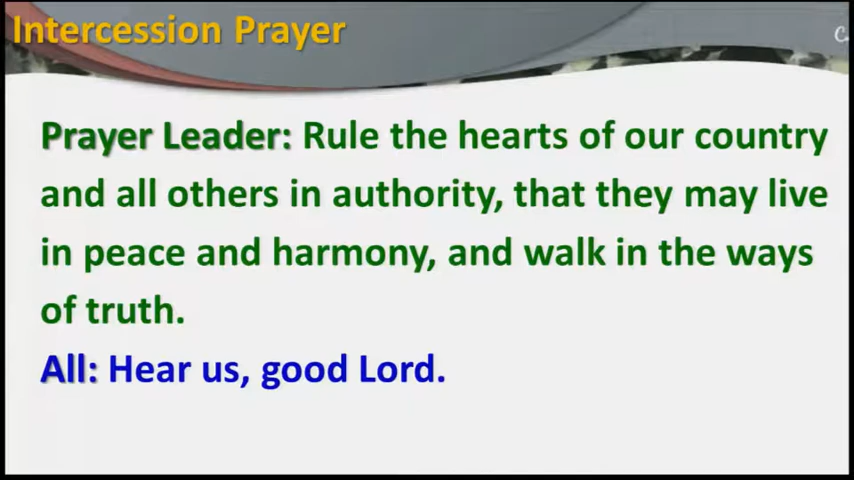 Intercession Prayer
Prayer Leader: Rule the hearts of our country
and all others in authority, that they may live
in peace and harmony, and walk in the ways
of truth.
All: Hear us, good Lord.